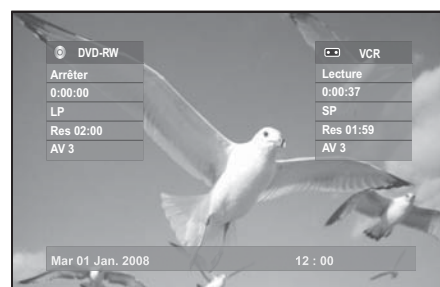 DVD-RW
Arrêter
0:00:00
LP
Res 02:00
AV 3
VCR
Lecture
0:00:37
SP
Res 01:59
AV 3
Mar 01 Jan. 2008 12 : 00